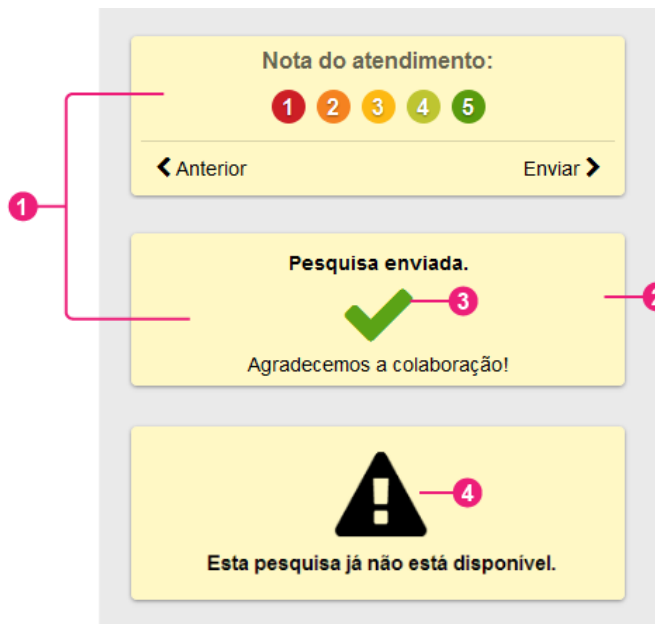 Nota do atendimento:
1 2 3 4 5
Anterior Enviar
1
Pesquisa enviada.
3
2
Agradecemos a colaboração!
4
Esta pesquisa já não está disponível.